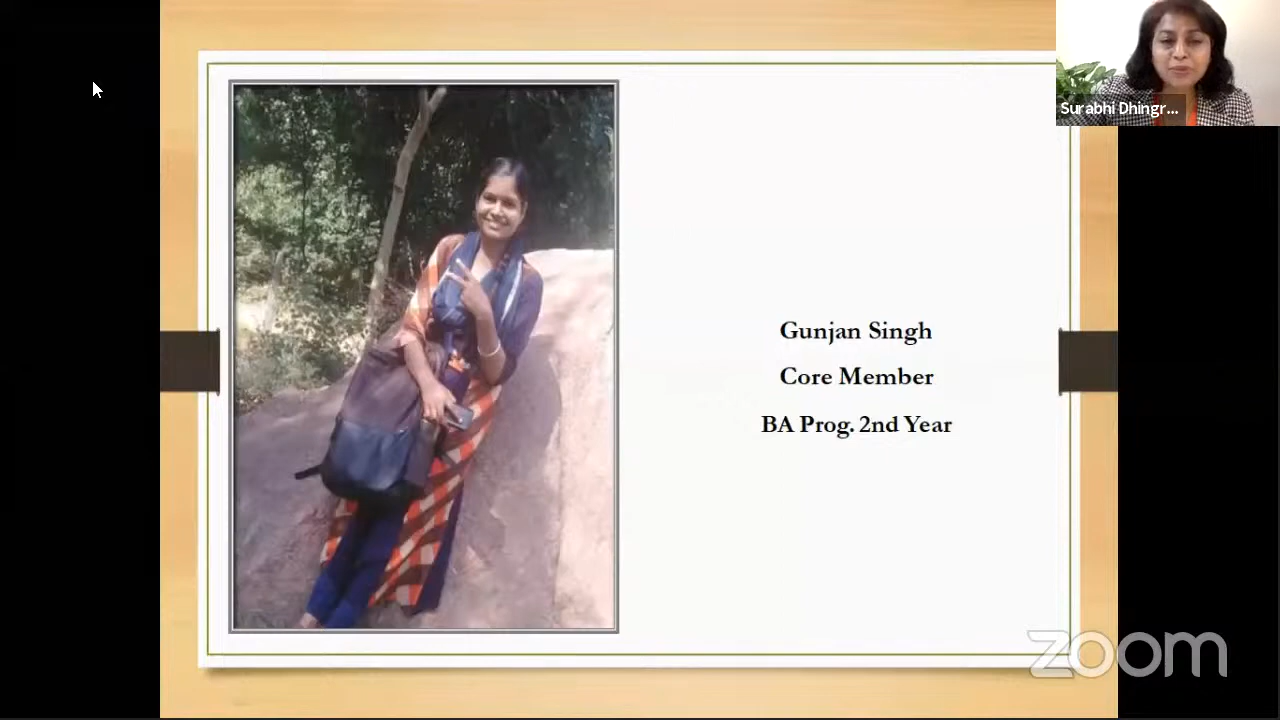 Surabhi Dhingr...
Gunjan Singh
Core Member
BA Prog. 2nd Year
zoom